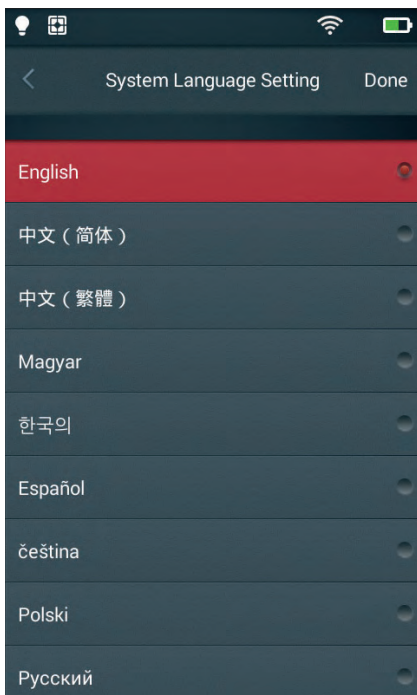 System Language Setting Done
English
中文（简体）
中文（繁體）
Magyar
한국의
Español
čeština
Polski
Русский